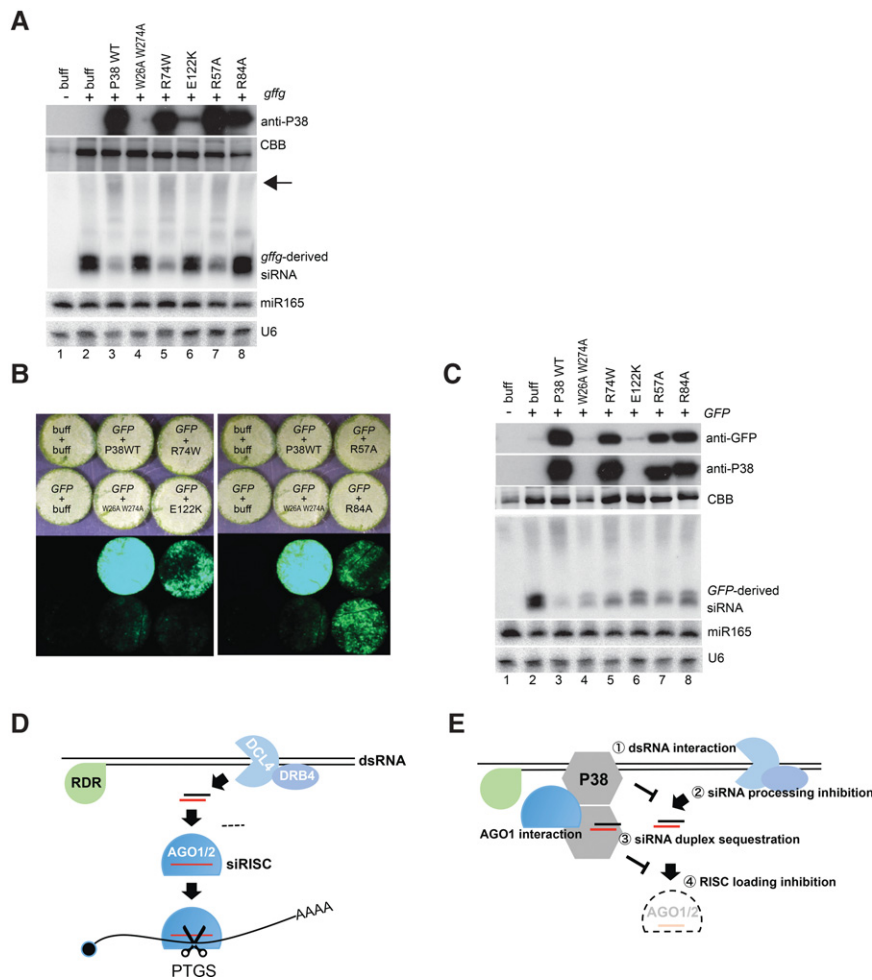 A
- buff
+ buff
+ P38 WT
+ W26A W274A
+ R74W
+ E122K
+ R57A
+ R84A
gffg
anti-P38
CBB
gffg-derived
siRNA
miR165
U6
1 2 3 4 5 6 7 8
B
buff
+
buff
GFP
+
P38WT
GFP
+
R74W
GFP
+
buff
GFP
+
W26A W274A
GFP
+
E122K
buff
+
buff
GFP
+
P38WT
GFP
+
R57A
GFP
+
buff
GFP
+
W26A W274A
GFP
+
R84A
C
- buff
+ buff
+ P38 WT
+ W26A W274A
+ R74W
+ E122K
+ R57A
+ R84A
GFP
anti-GFP
anti-P38
CBB
GFP-derived
siRNA
miR165
U6
1 2 3 4 5 6 7 8
D
DCL4
dsRNA
RDR
DRB4
AGO1/2
siRISC
AAAA
PTGS
E
① dsRNA interaction
P38
② siRNA processing inhibition
AGO1 interaction
③ siRNA duplex sequestration
④ RISC loading inhibition
AGO1/2